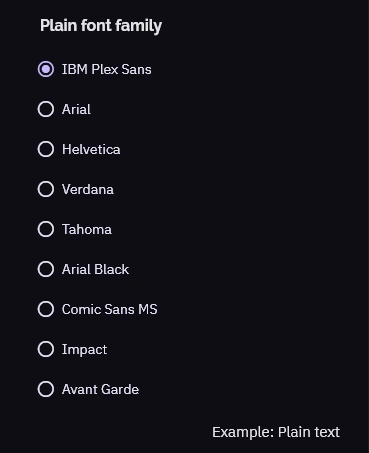 Plain font family
IBM Plex Sans
Arial
Helvetica
Verdana
Tahoma
Arial Black
Comic Sans MS
Impact
Avant Garde
Example: Plain text